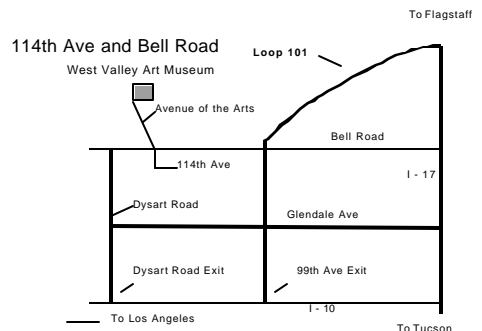 To Flagstaff
114th Ave and Bell Road
Loop 101
West Valley Art Museum
Avenue of the Arts
Bell Road
114th Ave
I - 17
Dysart Road
Glendale Ave
Dysart Road Exit
99th Ave Exit
I - 10
To Los Angeles
To Tucson